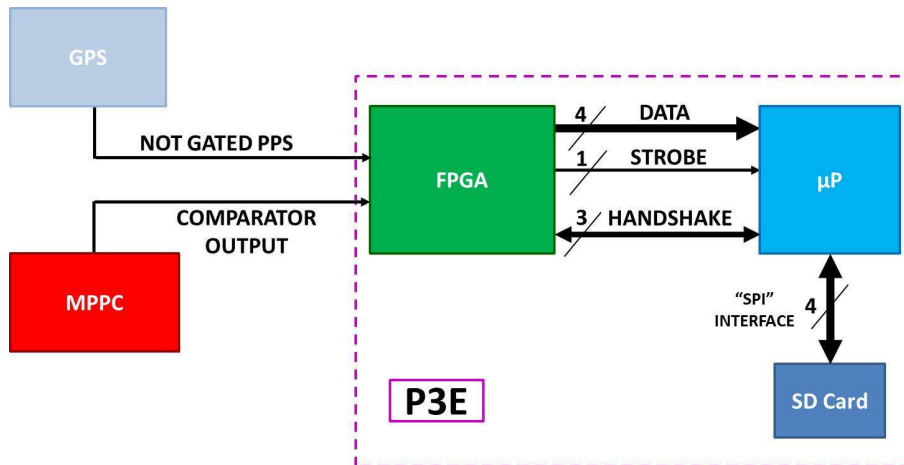 GPS
NOT GATED PPS
COMPARATOR
OUTPUT
MPPC
FPGA
4 DATA
1 STROBE
3 HANDSHAKE
µP
“SPI” 4
INTERFACE
SD Card
P3E